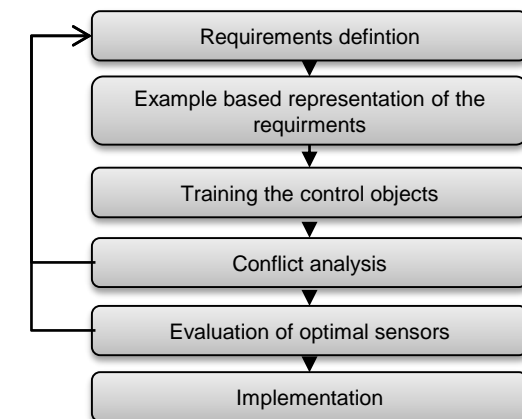 Requirements defintion
Example based representation of the
requirments
Training the control objects
Conflict analysis
Evaluation of optimal sensors
Implementation